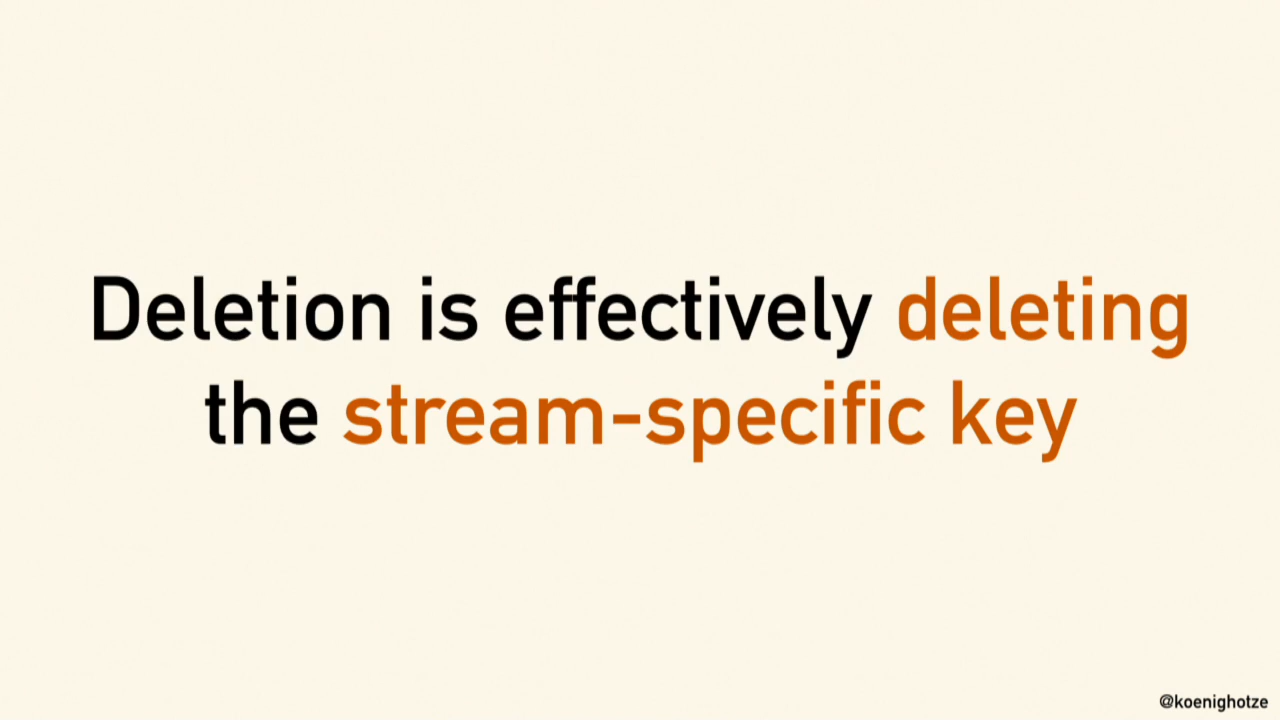 Deletion is effectively deleting
the stream-specific key
@koenighotze